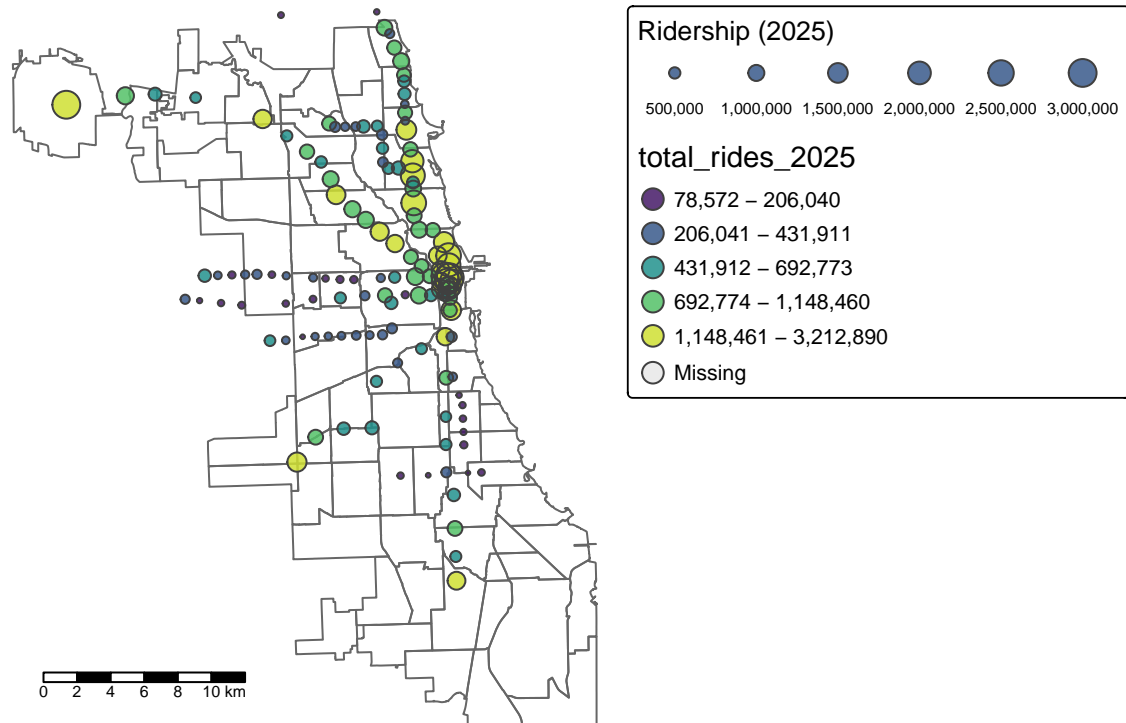 Ridership (2025)
500,000 1,000,000 1,500,000 2,000,000 2,500,000 3,000,000
total_rides_2025
78,572 – 206,040
206,041 – 431,911
431,912 – 692,773
692,774 – 1,148,460
1,148,461 – 3,212,890
Missing
0 2 4 6 8 10 km